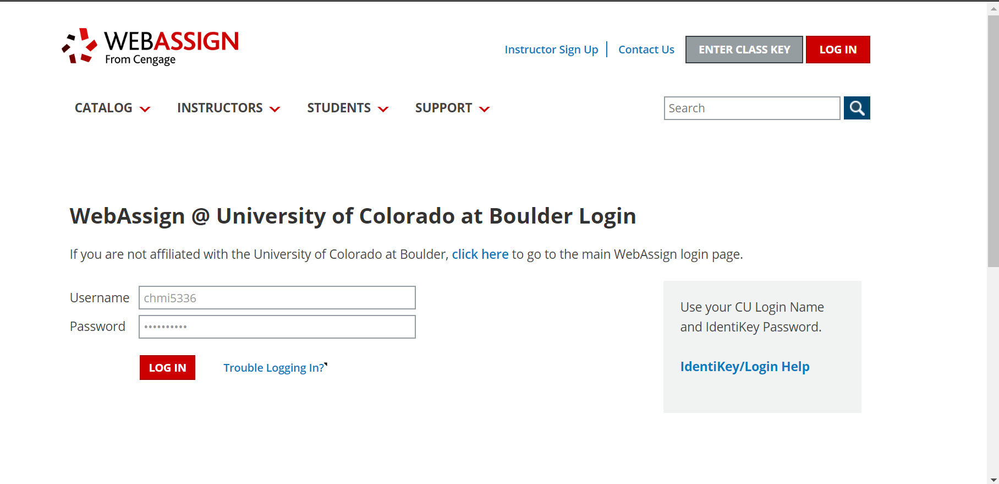 WEBASSIGN
From Cengage
Instructor Sign Up
Contact Us
ENTER CLASS KEY
LOG IN
CATALOG
INSTRUCTORS
STUDENTS
SUPPORT
Search
WebAssign @ University of Colorado at Boulder Login
If you are not affiliated with the University of Colorado at Boulder, click here to go to the main WebAssign login page.
Username
chmi5336
Password
••••••••••
LOG IN
Trouble Logging In?
Use your CU Login Name
and IdentiKey Password.
IdentiKey/Login Help